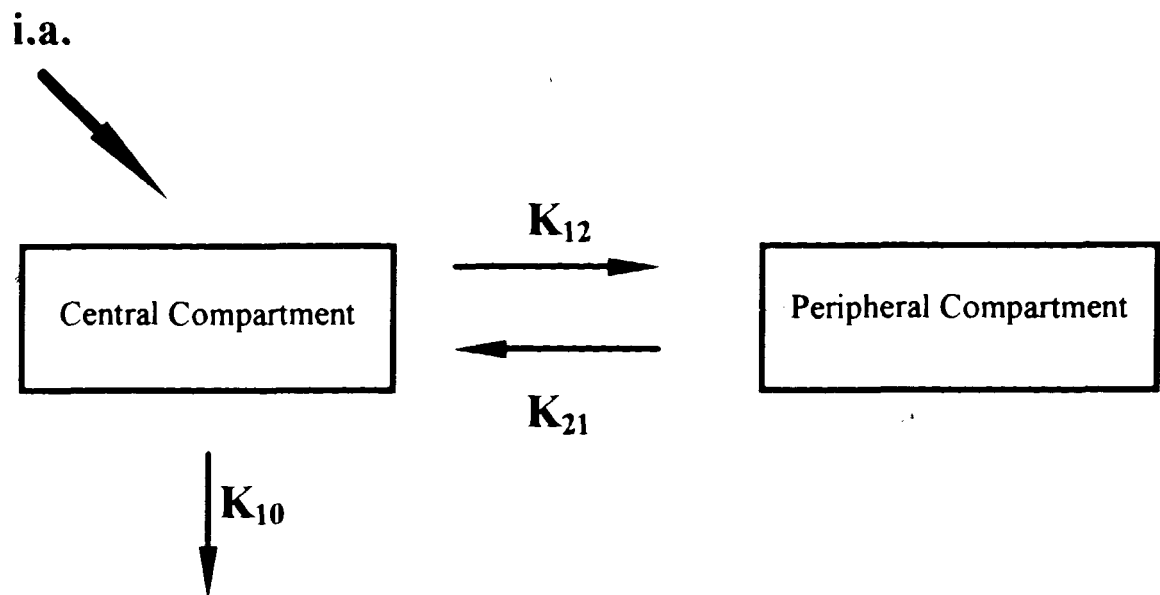 i.a.
K₁₂
Central Compartment
Peripheral Compartment
K₂₁
K₁₀